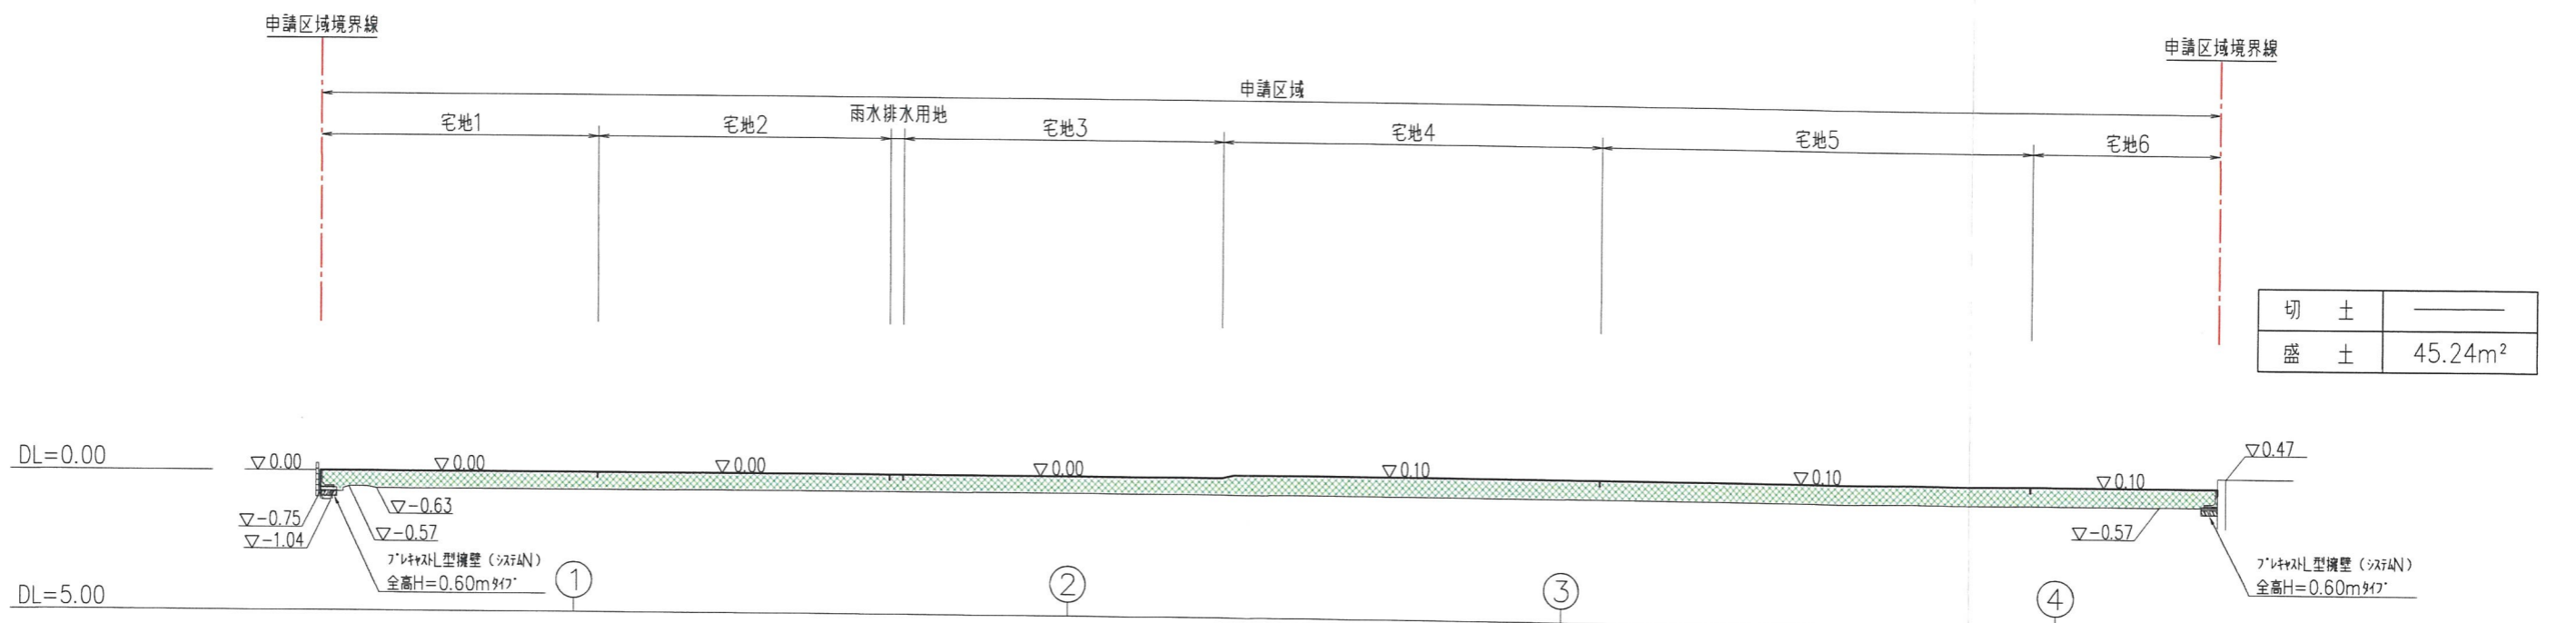 申請区域境界線
申請区域境界線
申請区域
宅地1
宅地2
雨水排水用地
宅地3
宅地4
宅地5
宅地6
切 土
盛 土 45.24m²
DL=0.00
▽0.00
▽0.00
▽0.00
▽0.00
▽0.10
▽0.10
▽0.10
▽0.47
▽-0.75
▽-1.04
▽-0.63
▽-0.57
▽-0.57
プレキャストL型擁壁(システムN)
全高H=0.60mタイプ
プレキャストL型擁壁(システムN)
全高H=0.60mタイプ
DL=5.00
①
②
③
④